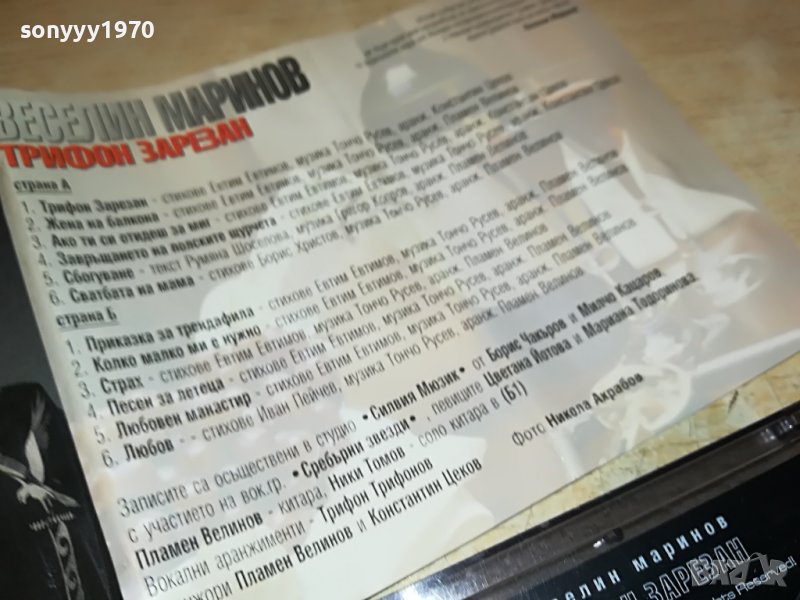 sonyyy1970
ВЕСЕЛИН МАРИНОВ
ТРИФОН ЗАРЕЗАН
страна А
1. Трифон Зарезан - стихове Евтим Евтимов, музика Тончо Русев, аранж. Константин Цеков
2. Жена на балкона - стихове Евтим Евтимов, музика Тончо Русев, аранж. Пламен Велинов
3. Ако ти си отидеш за миг - стихове Евтим Евтимов, музика Тончо Русев, аранж.
4. Завръщането на полските щурчета - стихове Евтим Евтимов, музика Тончо Русев, аранж.
5. Сбогуване - текст Румяна Шоселова, музика Григор Копров, аранж. Пламен Велинов
6. Сватбата на мама - стихове Борис Христов, музика Тончо Русев, аранж. Пламен Велинов
страна Б
1. Приказка за трендафила - стихове Евтим Евтимов, музика Тончо Русев, аранж. Пламен Велинов
2. Колко малко ми е нужно - стихове Евтим Евтимов, музика Тончо Русев, аранж. Пламен Велинов
3. Страх - стихове Евтим Евтимов, музика Тончо Русев, аранж. Пламен Велинов
4. Песен за летеца - стихове Евтим Евтимов, музика Тончо Русев, аранж. Пламен Велинов
5. Любовен манастир - стихове Евтим Евтимов, музика Тончо Русев, аранж. Пламен Велинов
6. Любов - - стихове Иван Пейчев, музика Тончо Русев, аранж. Пламен Велинов
Записите са осъществени в студио • Силвия Мюзик • от Борис Чакъров и Милчо Кацаров
с участието на вок.гр. • Сребърни звезди • , певиците Цветана Йотова и Мариана Тодоринова
Пламен Велинов - китара, Ники Томов - соло китара в (Б1)
Вокални аранжименти - Трифон Трифонов
Пламен Велинов и Константин Цеков
Фото Никола Акрабов
маринов
ЗАРЕЗАН
Reserved!